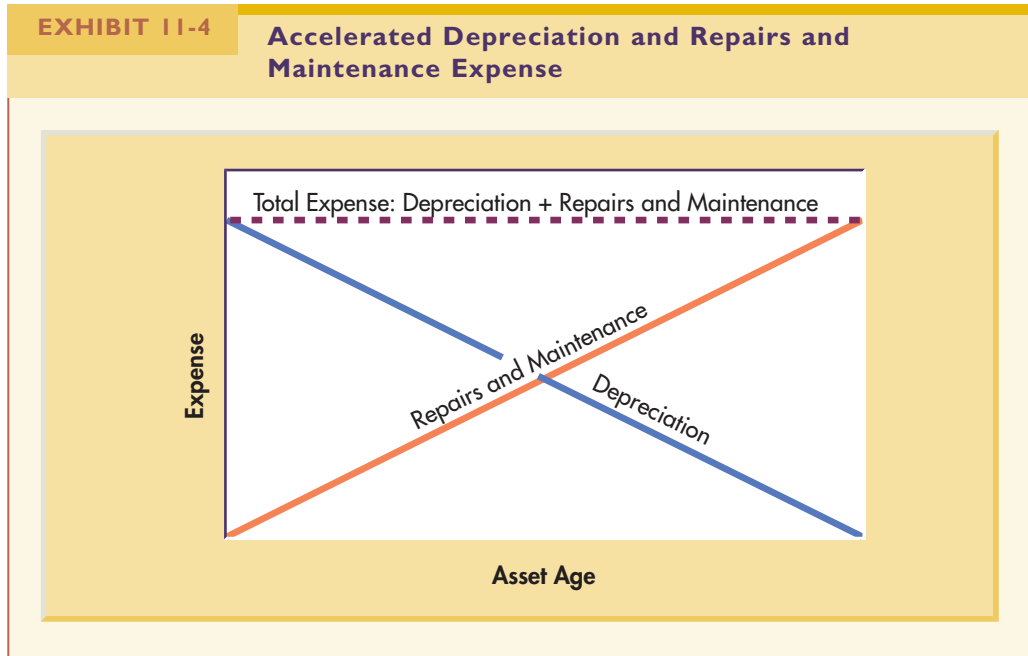 EXHIBIT 11-4
Accelerated Depreciation and Repairs and
Maintenance Expense
Total Expense: Depreciation + Repairs and Maintenance
Repairs and Maintenance
Depreciation
Expense
Asset Age